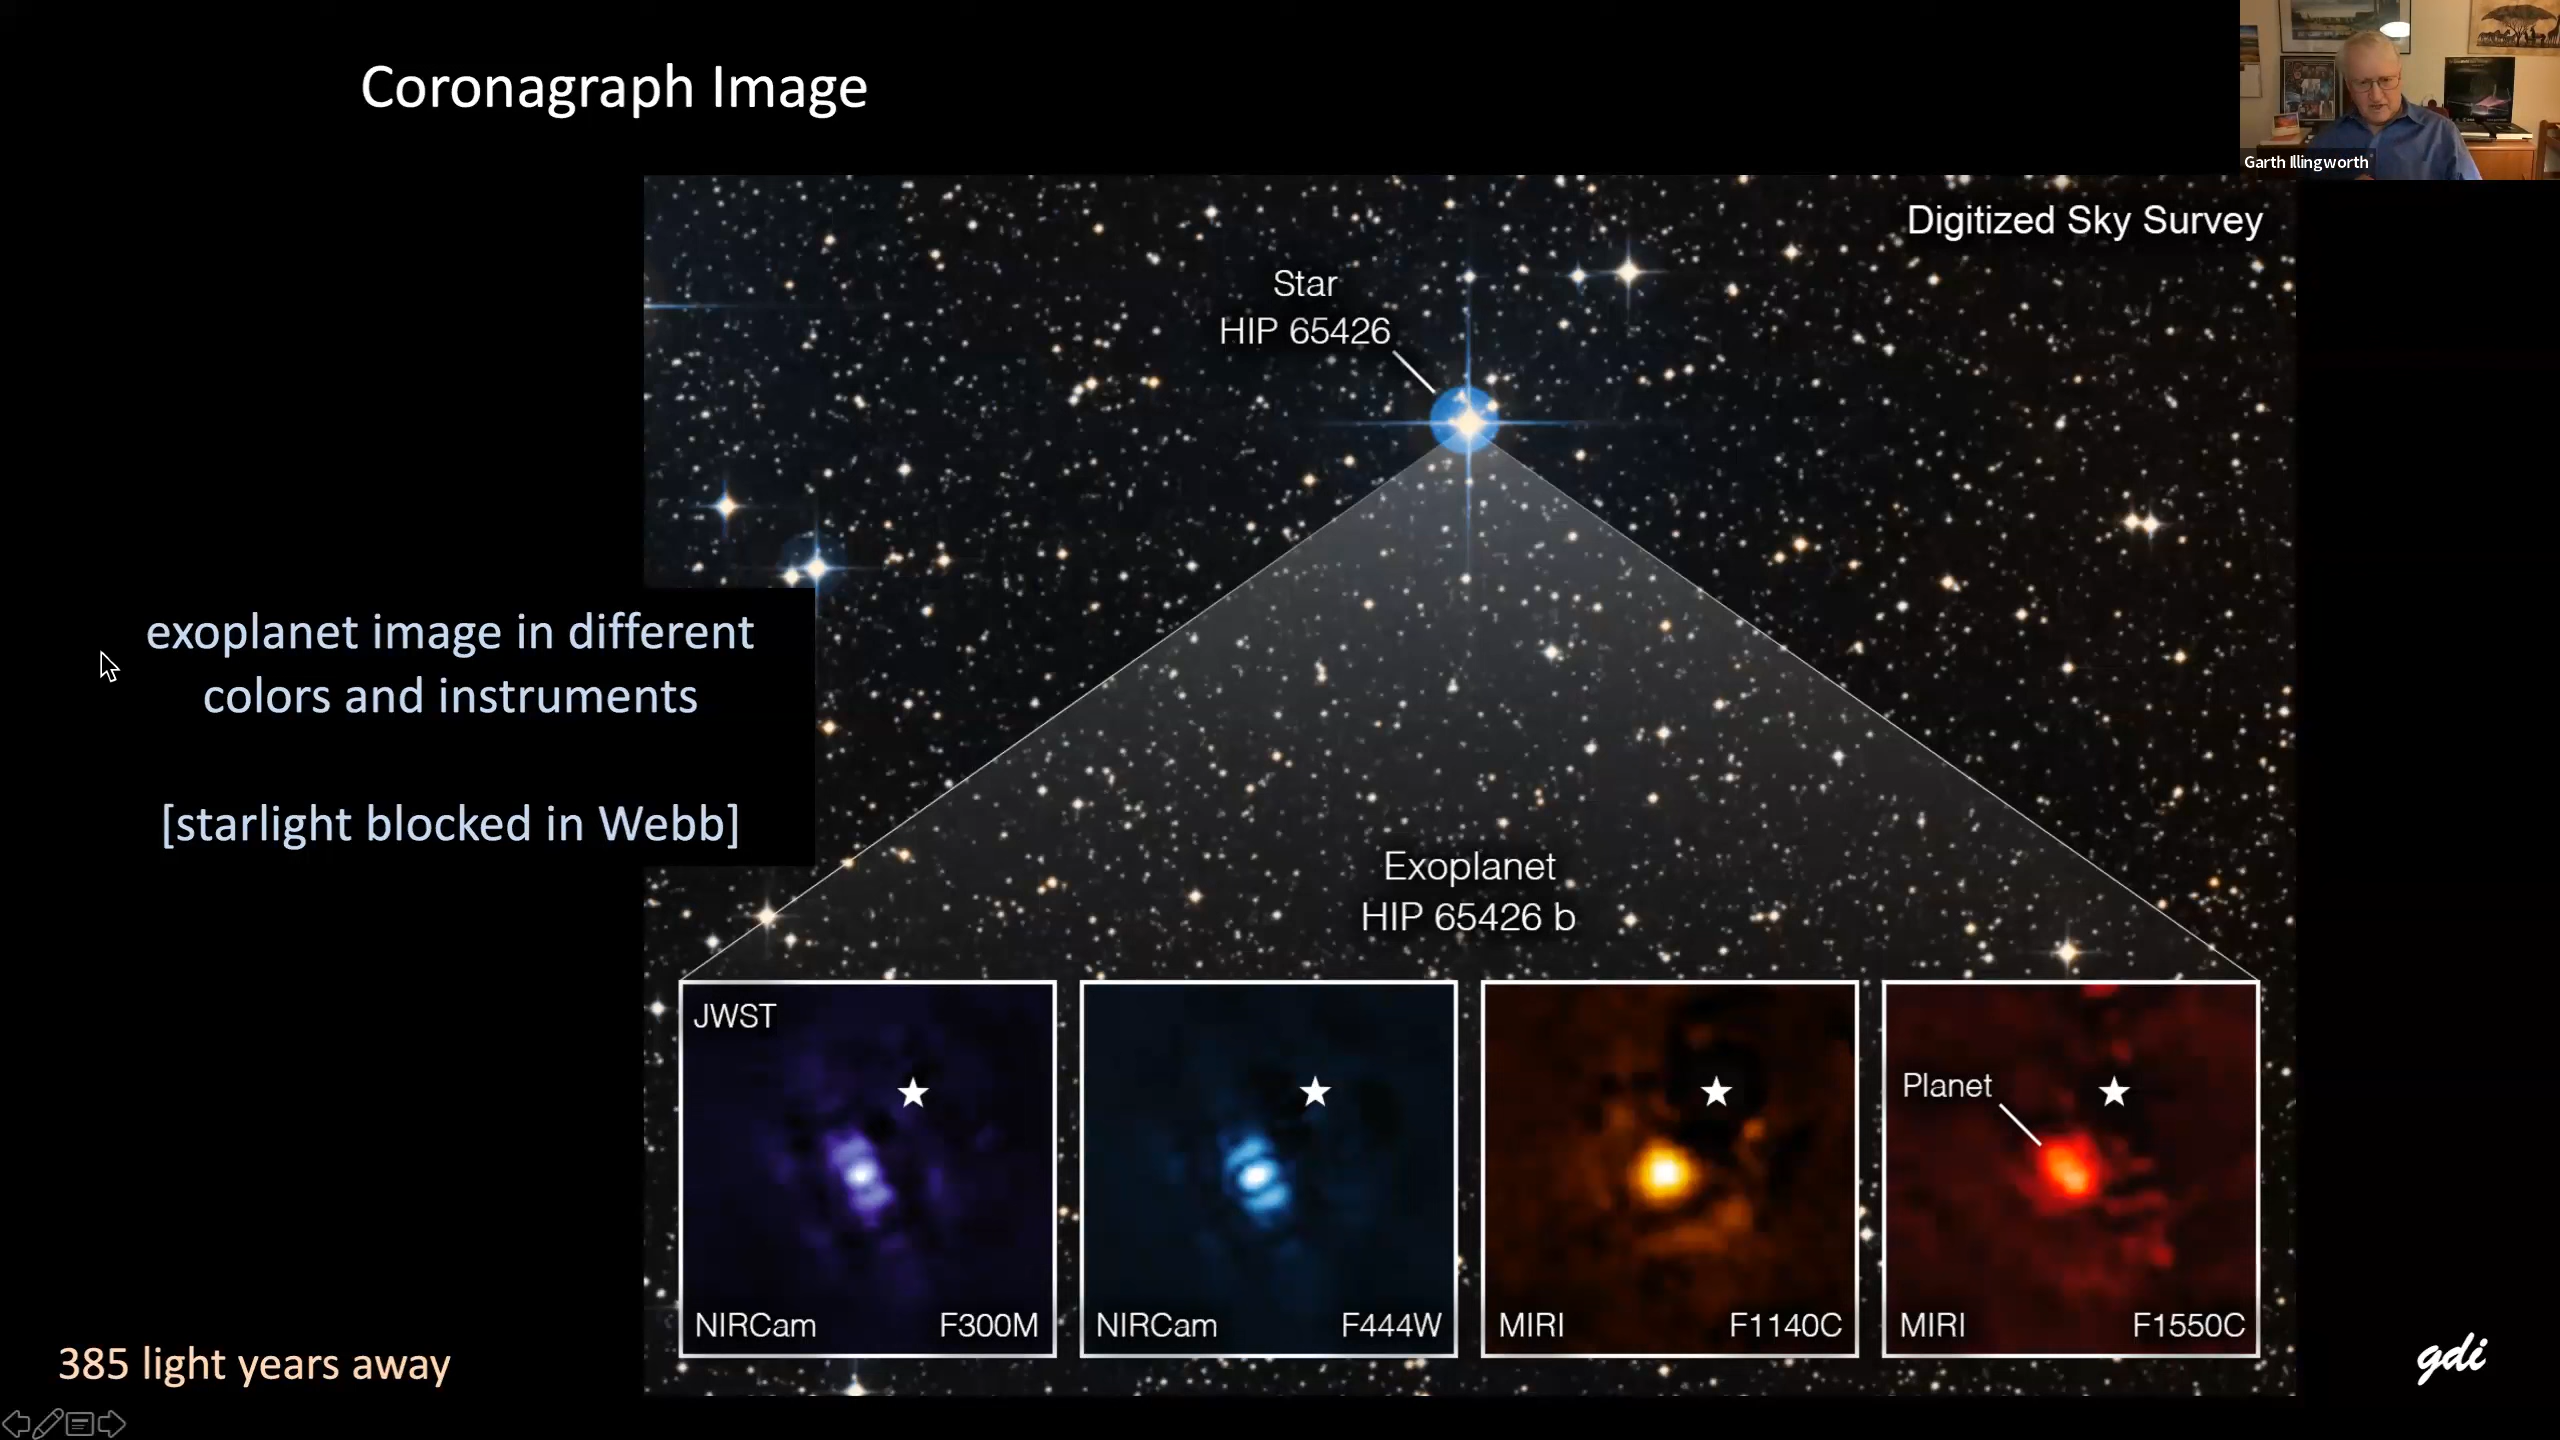 Coronagraph Image
Garth Illingworth
Digitized Sky Survey
Star
HIP 65426
exoplanet image in different
colors and instruments
[starlight blocked in Webb]
Exoplanet
HIP 65426 b
JWST
NIRCam F300M
NIRCam F444W
MIRI F1140C
Planet
MIRI F1550C
385 light years away
gdi